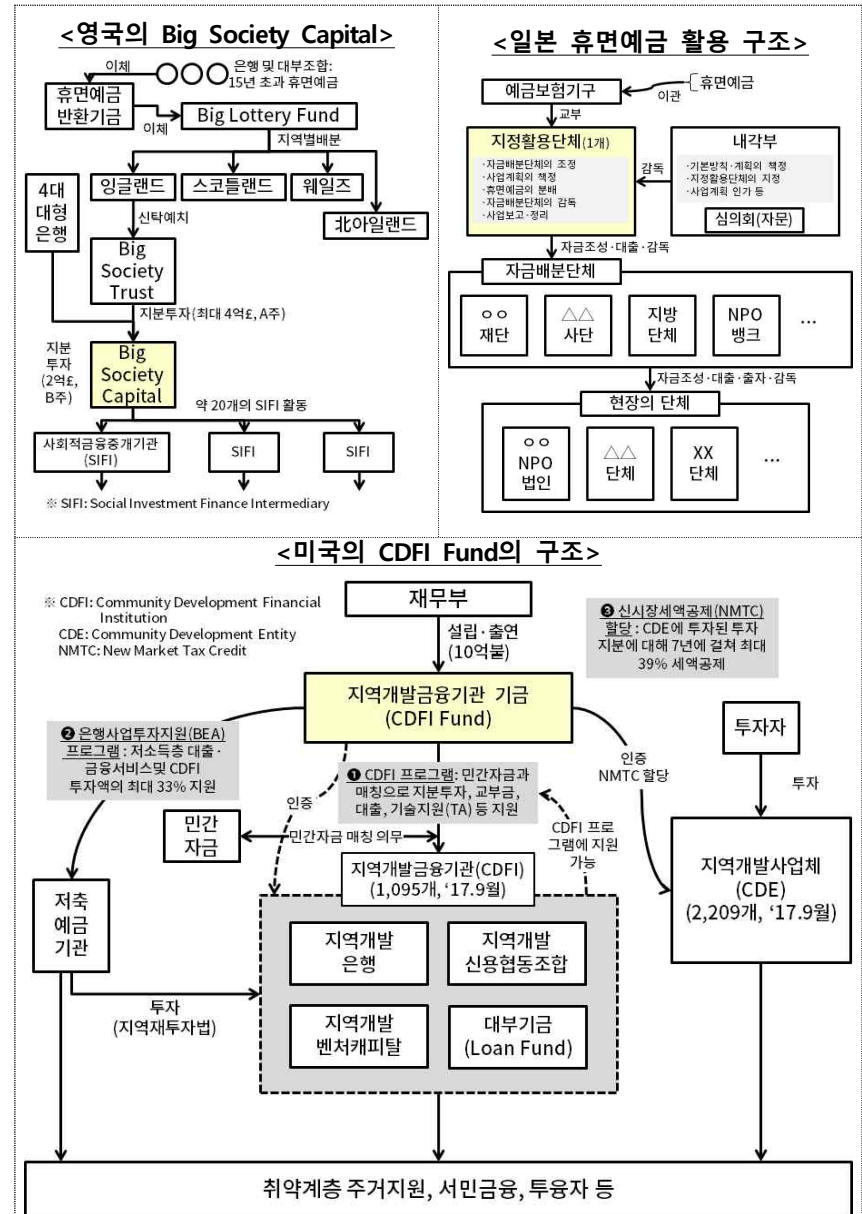 <영국의 Big Society Capital>
이체
○○○
은행 및 대부조합:
15년 초과 휴면예금
휴면예금
반환기금
이체
Big Lottery Fund
지역별배분
4대
대형
은행
잉글랜드
스코틀랜드
웨일즈
北아일랜드
신탁예치
Big
Society
Trust
지분투자(최대 4억£, A주)
지분
투자
(2억£,
B주)
Big
Society
Capital
약 20개의 SIFI 활동
사회적금융중개기관
(SIFI)
SIFI
SIFI
※ SIFI: Social Investment Finance Intermediary
<일본 휴면예금 활용 구조>
예금보험기구
휴면예금
이관
교부
지정활용단체(1개)
·자금배분단체의 조정
·사업계획의 책정
·휴면예금의 분배
·자금배분단체의 감독
·사업보고·정리
감독
내각부
·기본방칙·계획의 책정
·지정활용단체의 지정
·사업계획 인가 등
심의회(자문)
자금조성·대출·감독
자금배분단체
ㅇㅇ
재단
△△
사단
지방
단체
NPO
뱅크
...
자금조성·대출·출자·감독
현장의 단체
ㅇㅇ
NPO
법인
△△
단체
XX
단체
...
<미국의 CDFI Fund의 구조>
※ CDFI: Community Development Financial
Institution
CDE: Community Development Entity
NMTC: New Market Tax Credit
재무부
설립·출연
(10억불)
❸ 신시장세액공제(NMTC)
할당 : CDE에 투자된 투자
지분에 대해 7년에 걸쳐 최대
39% 세액공제
지역개발금융기관 기금
(CDFI Fund)
❷ 은행사업투자지원(BEA)
프로그램 : 저소득층 대출·
금융서비스및 CDFI
투자액의 최대 33% 지원
투자자
인증
NMTC 할당
투자
❶ CDFI 프로그램: 민간자금과
매칭으로 지분투자, 교부금,
대출, 기술지원(TA) 등 지원
인증
민간
자금
민간자금 매칭 의무
CDFI 프로
그램에 지원
가능
지역개발금융기관(CDFI)
(1,095개, ‘17.9월)
지역개발사업체
(CDE)
(2,209개, ‘17.9월)
저축
예금
기관
지역개발
은행
지역개발
신용협동조합
투자
(지역재투자법)
지역개발
벤처캐피탈
대부기금
(Loan Fund)
취약계층 주거지원, 서민금융, 투융자 등